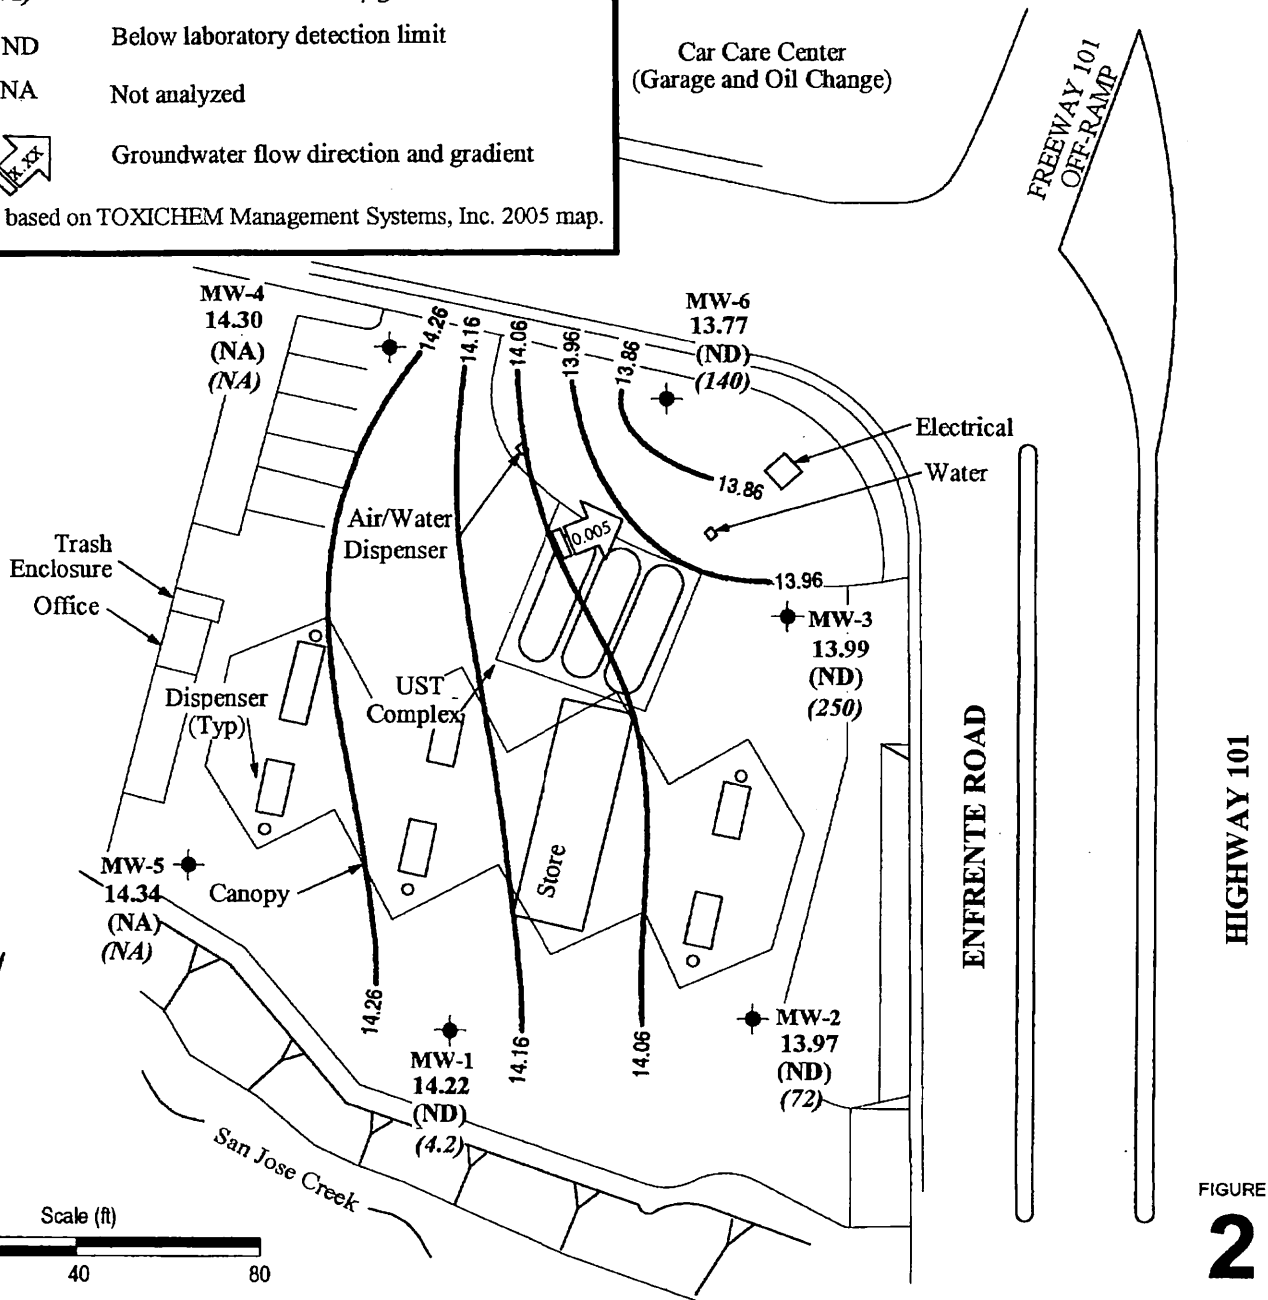 ND
Below laboratory detection limit
NA
Not analyzed
x.xx
Groundwater flow direction and gradient
based on TOXICHEM Management Systems, Inc. 2005 map.
Car Care Center
(Garage and Oil Change)
FREEWAY 101
OFF-RAMP
MW-4
14.30
(NA)
(NA)
14.26
14.16
14.06
13.96
13.86
MW-6
13.77
(ND)
(140)
Electrical
Water
13.86
Air/Water
Dispenser
0.005
Trash
Enclosure
Office
13.96
MW-3
13.99
(ND)
(250)
UST
Complex
Dispenser
(Typ)
Store
Canopy
MW-5
14.34
(NA)
(NA)
ENFRENTE ROAD
HIGHWAY 101
14.26
14.16
14.06
MW-1
14.22
(ND)
(4.2)
MW-2
13.97
(ND)
(72)
San Jose Creek
Scale (ft)
40
80
FIGURE
2